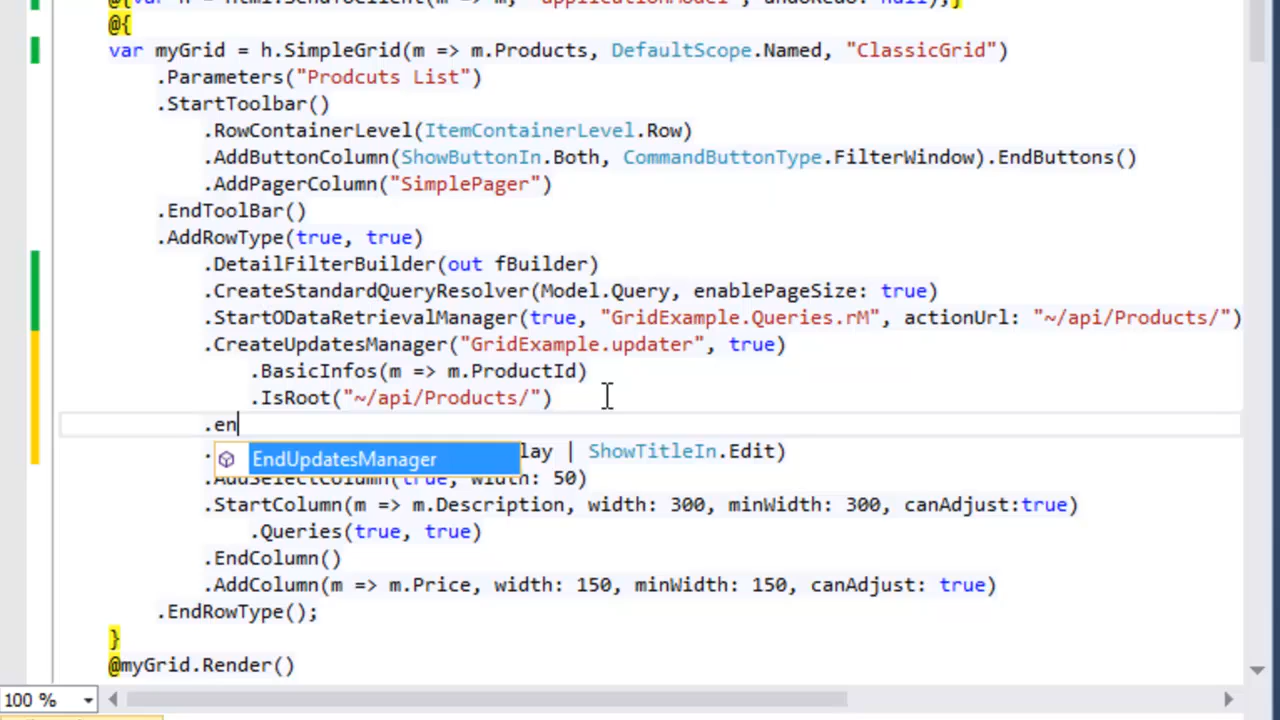 @{var h = Html.SendToClient(m => m, "applicationModel", undoRedo: null);}
@{
var myGrid = h.SimpleGrid(m => m.Products, DefaultScope.Named, "ClassicGrid")
.Parameters("Prodcuts List")
.StartToolbar()
.RowContainerLevel(ItemContainerLevel.Row)
.AddButtonColumn(ShowButtonIn.Both, CommandButtonType.FilterWindow).EndButtons()
.AddPagerColumn("SimplePager")
.EndToolBar()
.AddRowType(true, true)
.DetailFilterBuilder(out fBuilder)
.CreateStandardQueryResolver(Model.Query, enablePageSize: true)
.StartODataRetrievalManager(true, "GridExample.Queries.rM", actionUrl: "~/api/Products/")
.CreateUpdatesManager("GridExample.updater", true)
.BasicInfos(m => m.ProductId)
.IsRoot("~/api/Products/")
.en
EndUpdatesManager
. lay | ShowTitleIn.Edit)
.AddSelectColumn(true, width: 50)
.StartColumn(m => m.Description, width: 300, minWidth: 300, canAdjust:true)
.Queries(true, true)
.EndColumn()
.AddColumn(m => m.Price, width: 150, minWidth: 150, canAdjust: true)
.EndRowType();
}
@myGrid.Render()
100 %